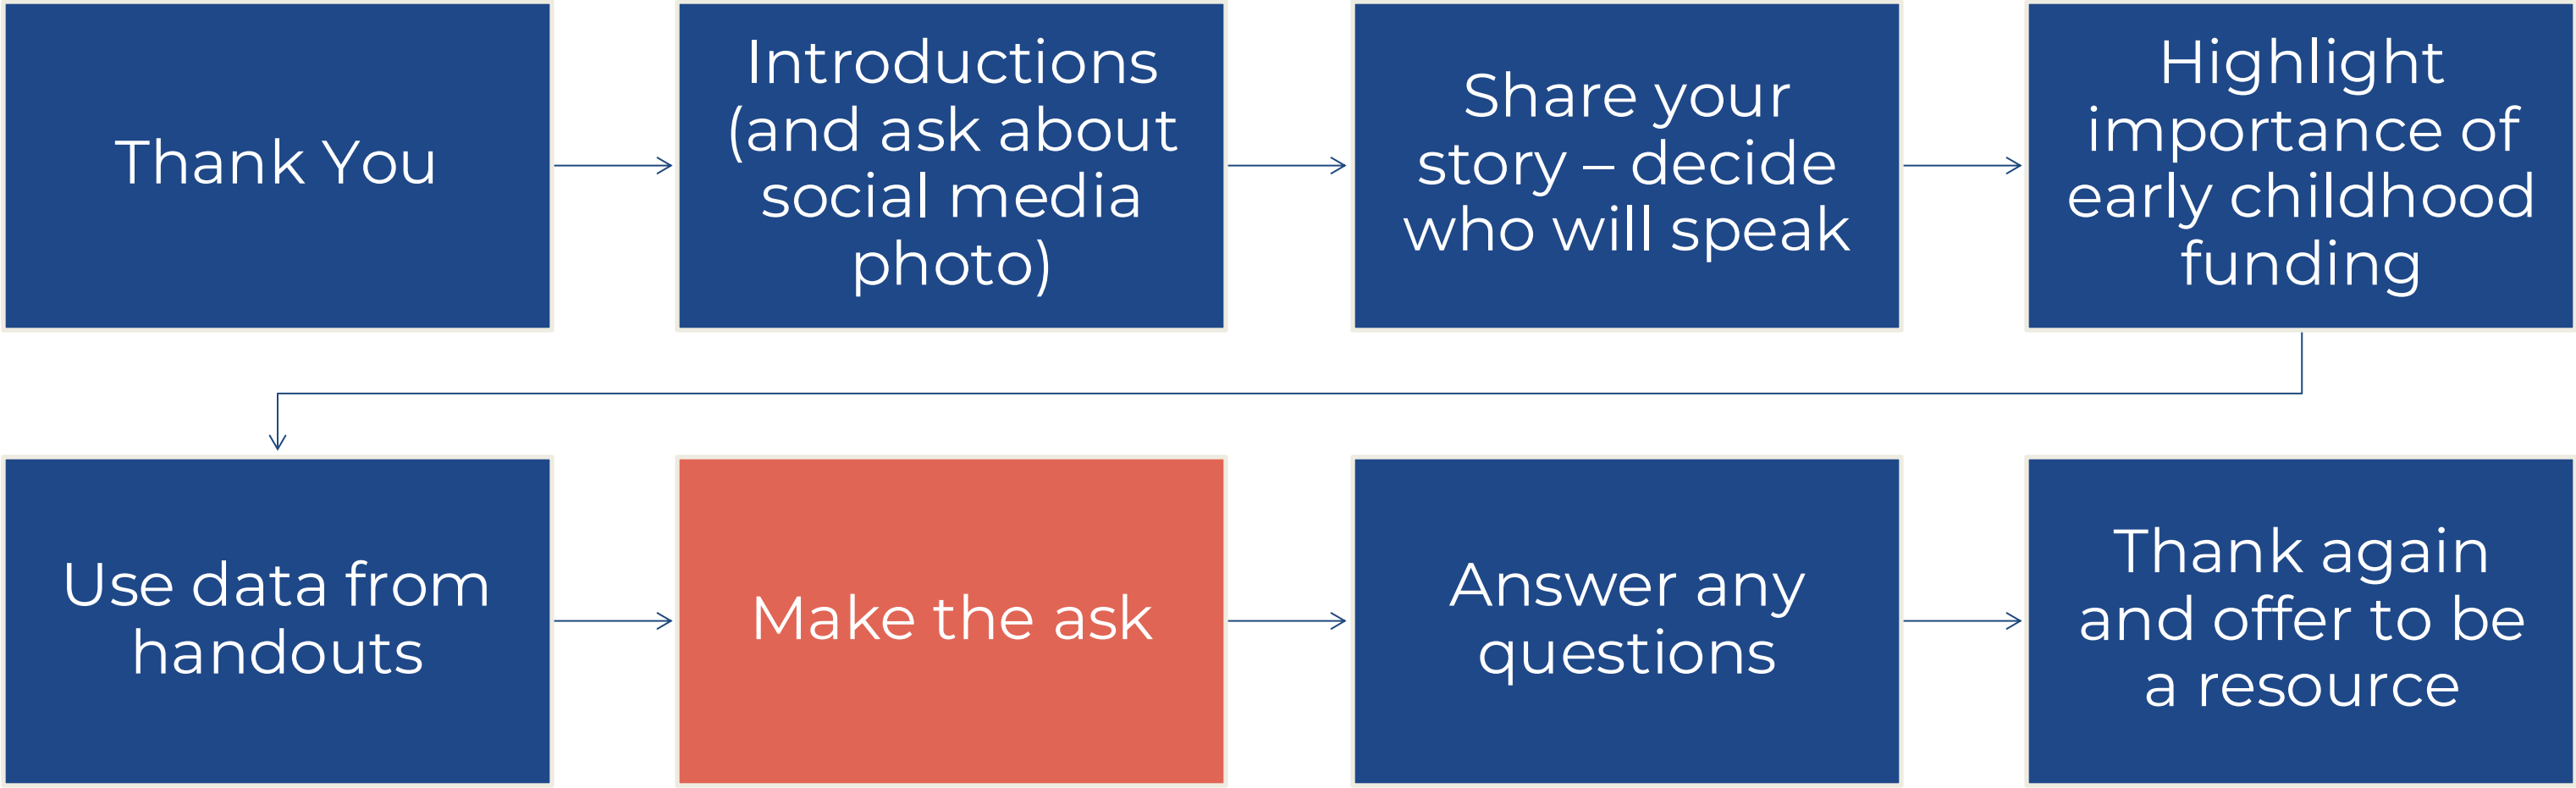 Thank You
Introductions
(and ask about
social media
photo)
Share your
story – decide
who will speak
Highlight
importance of
early childhood
funding
Use data from
handouts
Make the ask
Answer any
questions
Thank again
and offer to be
a resource